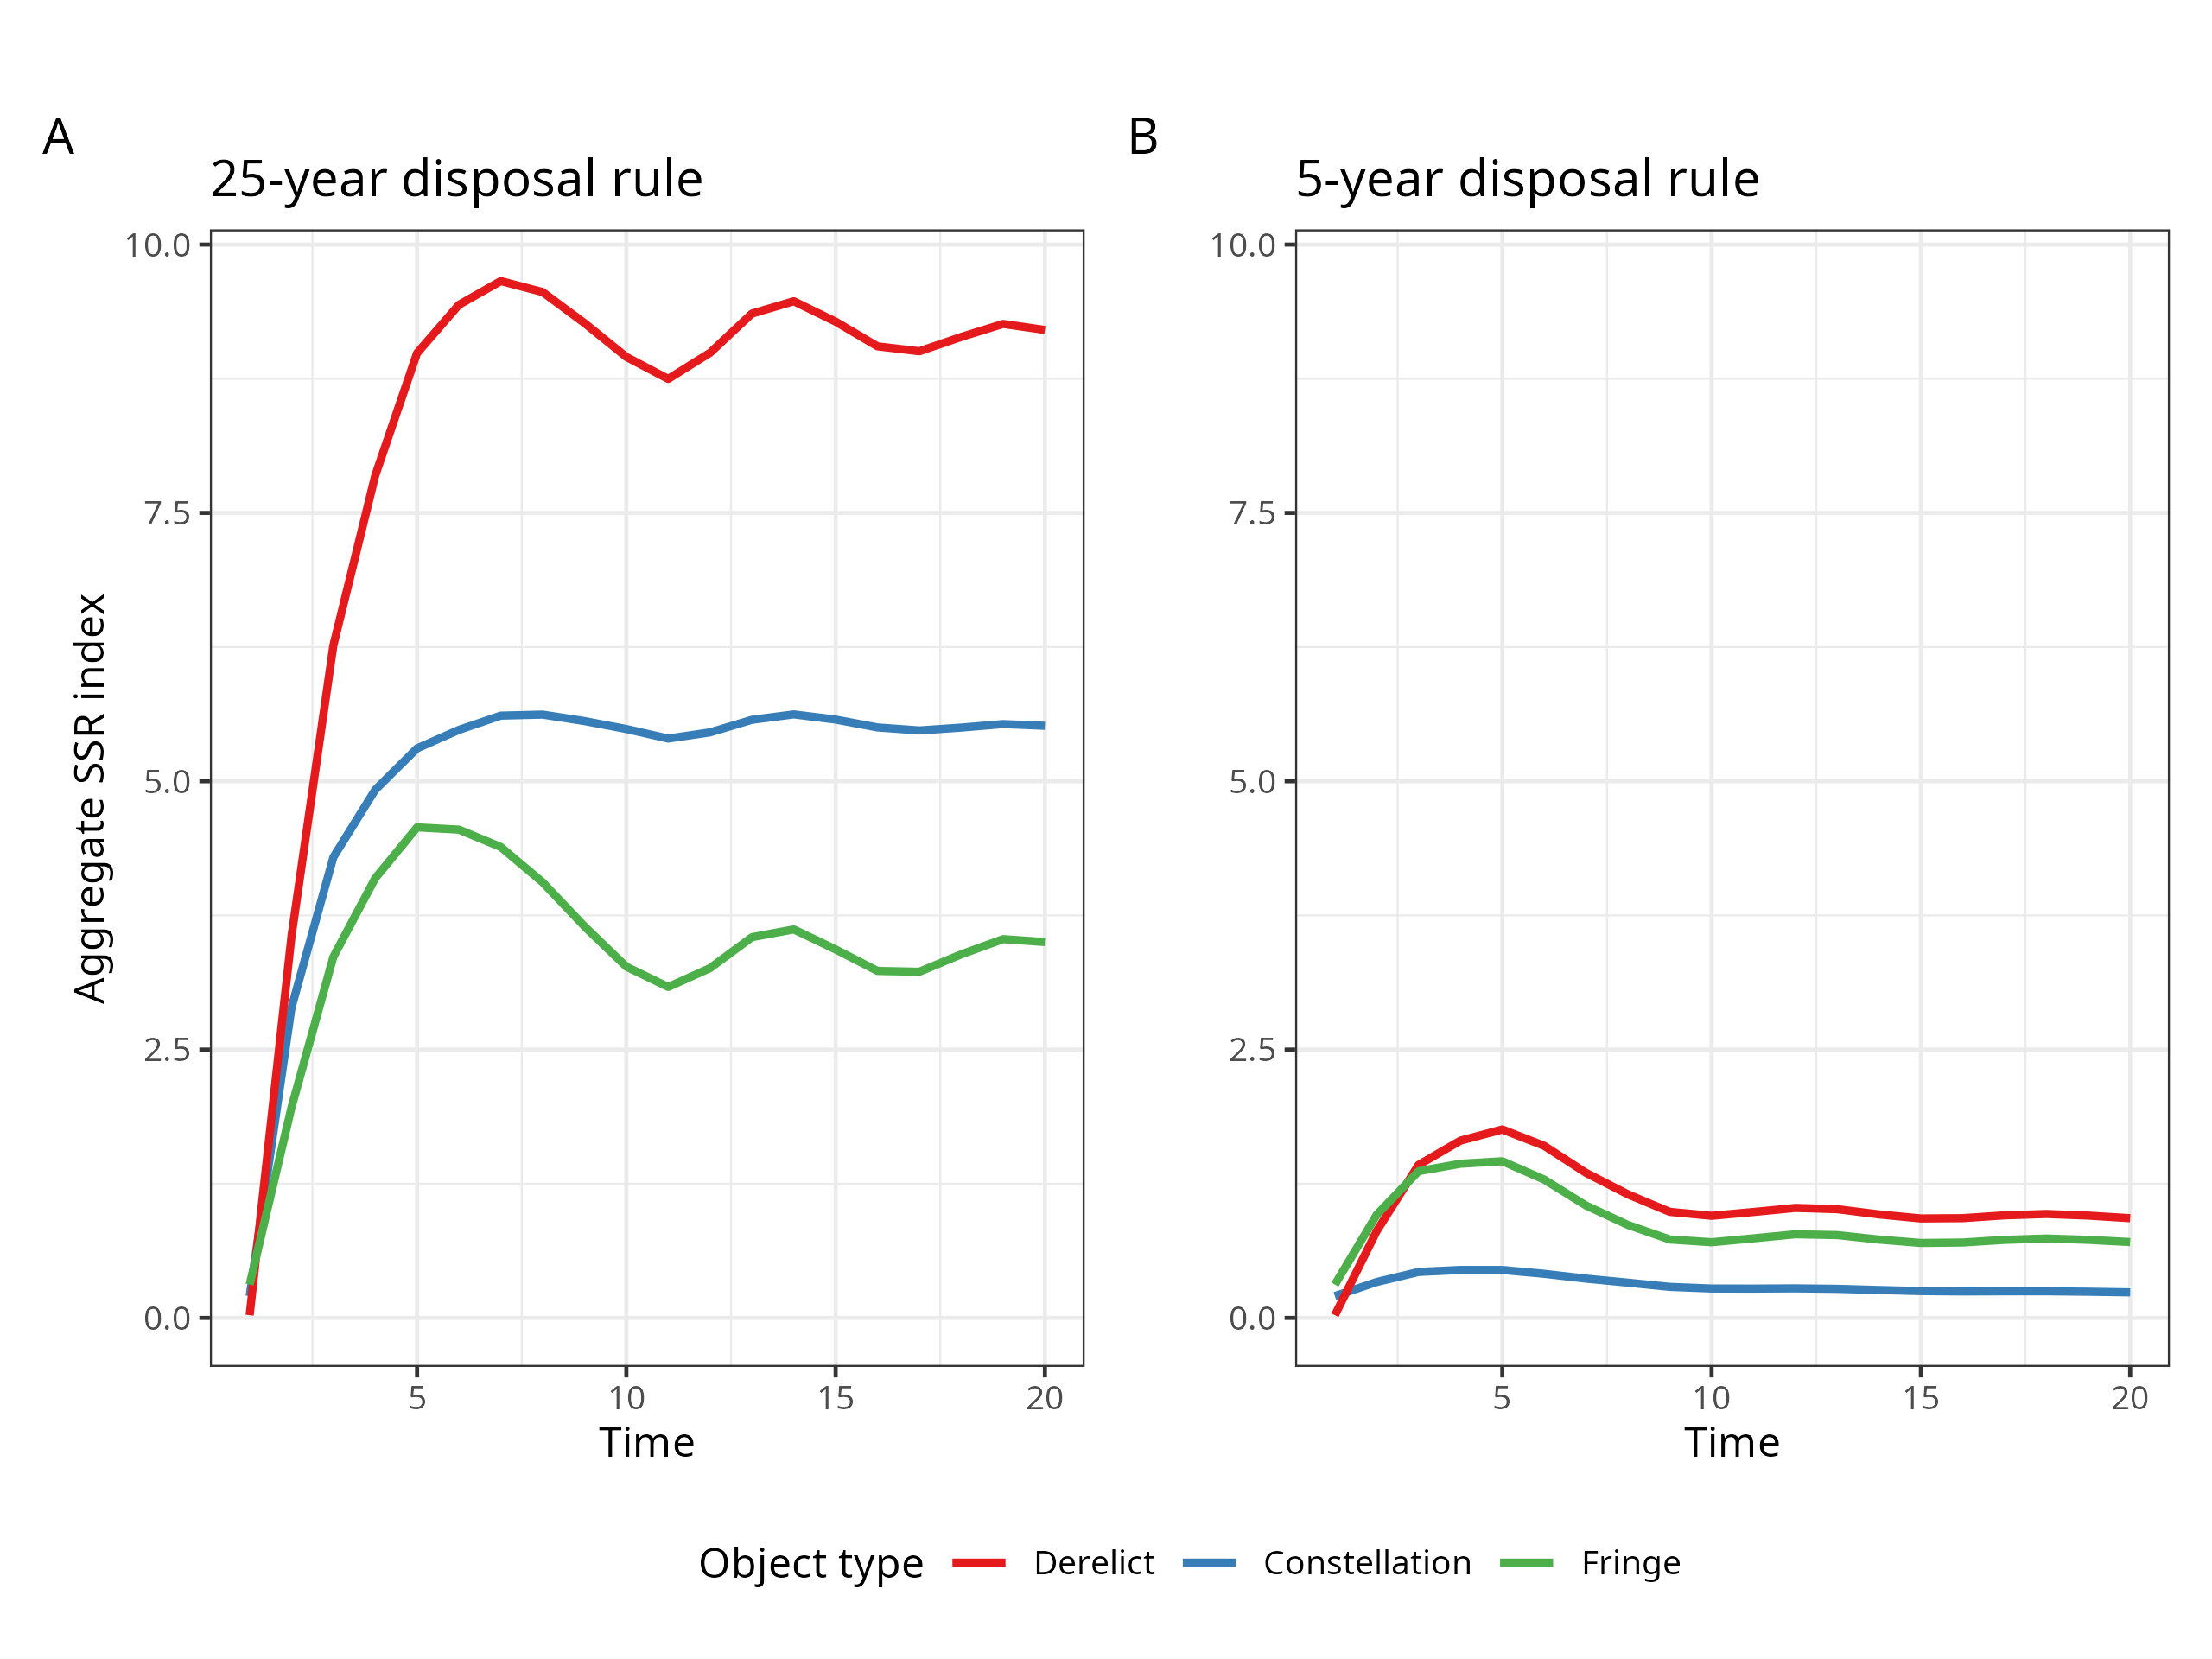 A
25-year disposal rule
Aggregate SSR index
10.0
7.5
5.0
2.5
0.0
5 10 15 20
Time
B
5-year disposal rule
10.0
7.5
5.0
2.5
0.0
5 10 15 20
Time
Object type Derelict Constellation Fringe